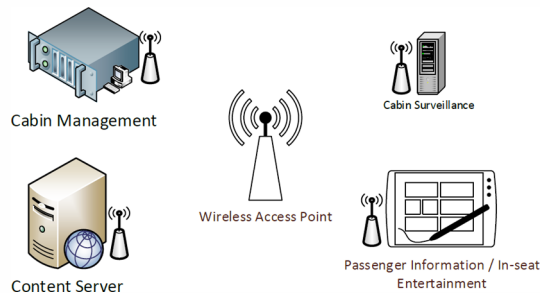 Cabin Management
Cabin Surveillance
Wireless Access Point
Content Server
Passenger Information / In-seat
Entertainment